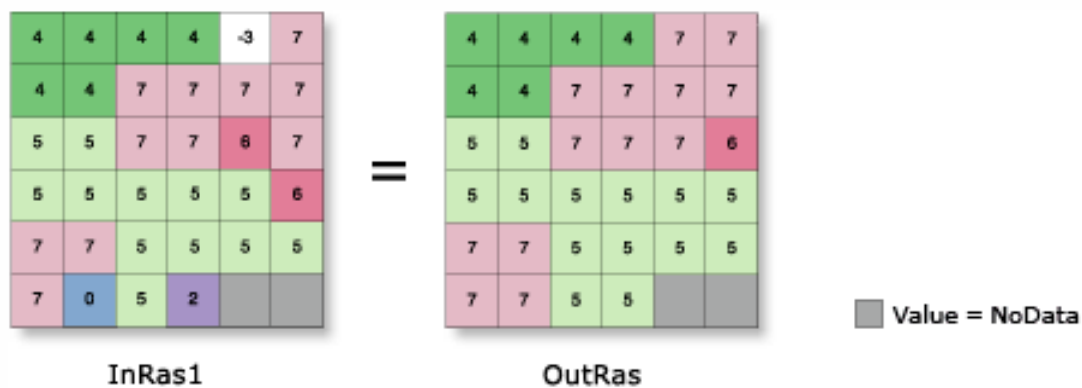 4 4 4 4 -3 7
4 4 7 7 7 7
5 5 7 7 6 7
5 5 5 5 5 6
7 7 5 5 5 5
7 0 5 2
InRas1
=
4 4 4 4 7 7
4 4 7 7 7 7
5 5 7 7 7 6
5 5 5 5 5 5
7 7 5 5 5 5
7 7 5 5
OutRas
Value = NoData